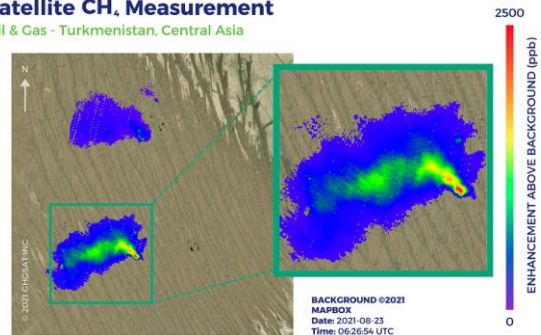 atellite CH₄ Measurement
il & Gas - Turkmenistan, Central Asia
2500
N
ENHANCEMENT ABOVE BACKGROUND (ppb)
© 2021 GHGSAT-INC
BACKGROUND ©2021
MAPBOX
Date: 2021-08-23
Time: 06:26:54 UTC
0